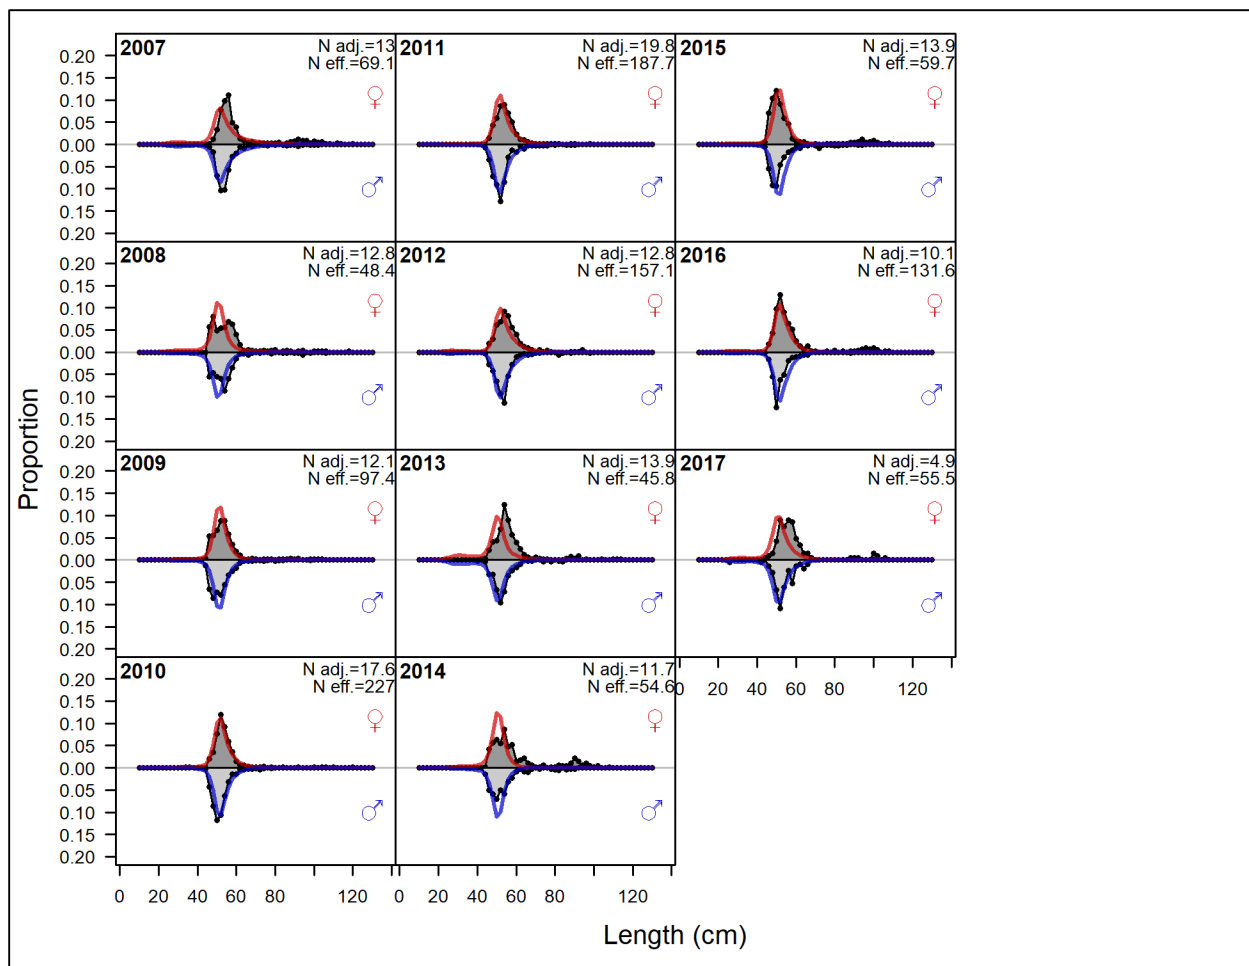 Proportion
0.20
0.15
0.10
0.05
0.00
0.05
0.10
0.15
0.20
2007
N adj.=13
N eff.=69.1
♀
♂
2011
N adj.=19.8
N eff.=187.7
♀
♂
2015
N adj.=13.9
N eff.=59.7
♀
♂
0.20
0.15
0.10
0.05
0.00
0.05
0.10
0.15
0.20
2008
N adj.=12.8
N eff.=48.4
♀
♂
2012
N adj.=12.8
N eff.=157.1
♀
♂
2016
N adj.=10.1
N eff.=131.6
♀
♂
0.20
0.15
0.10
0.05
0.00
0.05
0.10
0.15
0.20
2009
N adj.=12.1
N eff.=97.4
♀
♂
2013
N adj.=13.9
N eff.=45.8
♀
♂
2017
N adj.=4.9
N eff.=55.5
♀
♂
0 20 40 60 80 120
0.20
0.15
0.10
0.05
0.00
0.05
0.10
0.15
0.20
2010
N adj.=17.6
N eff.=227
♀
♂
2014
N adj.=11.7
N eff.=54.6
♀
♂
0 20 40 60 80 120
0 20 40 60 80 120
Length (cm)